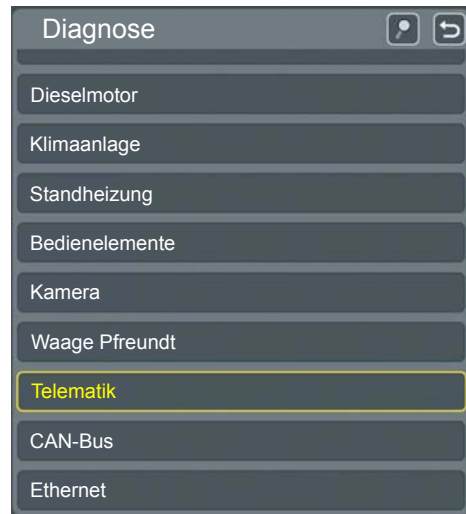 Diagnose
Dieselmotor
Klimaanlage
Standheizung
Bedienelemente
Kamera
Waage Pfreundt
Telematik
CAN-Bus
Ethernet